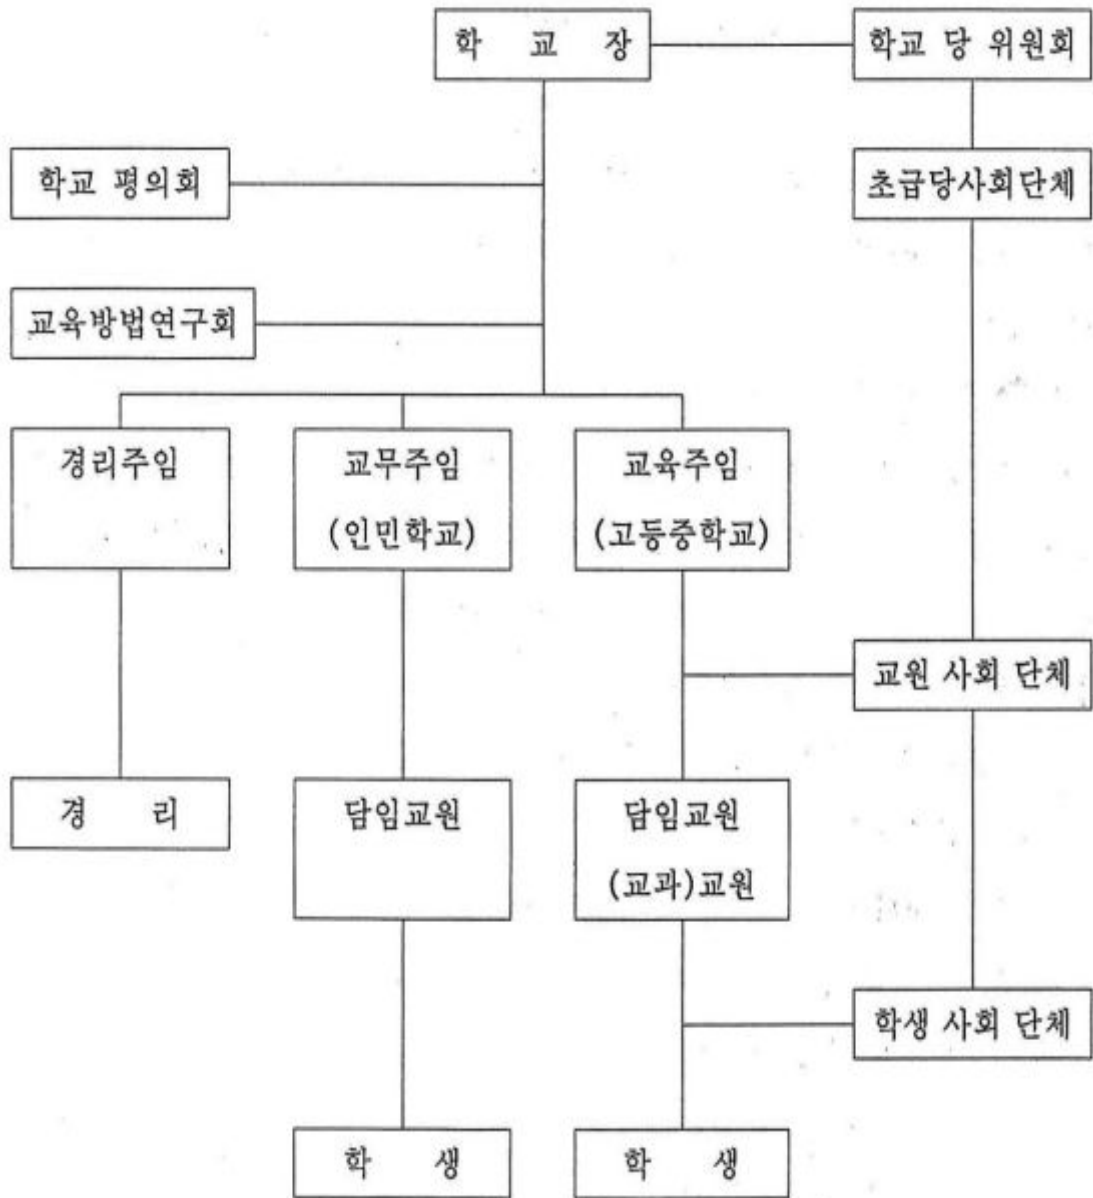 학 교 장
학교 당 위원회
학교 평의회
초급당사회단체
교육방법연구회
경리주임
교무주임
(인민학교)
교육주임
(고등중학교)
교원 사회 단체
경 리
담임교원
담임교원
(교과)교원
학생 사회 단체
학 생
학 생